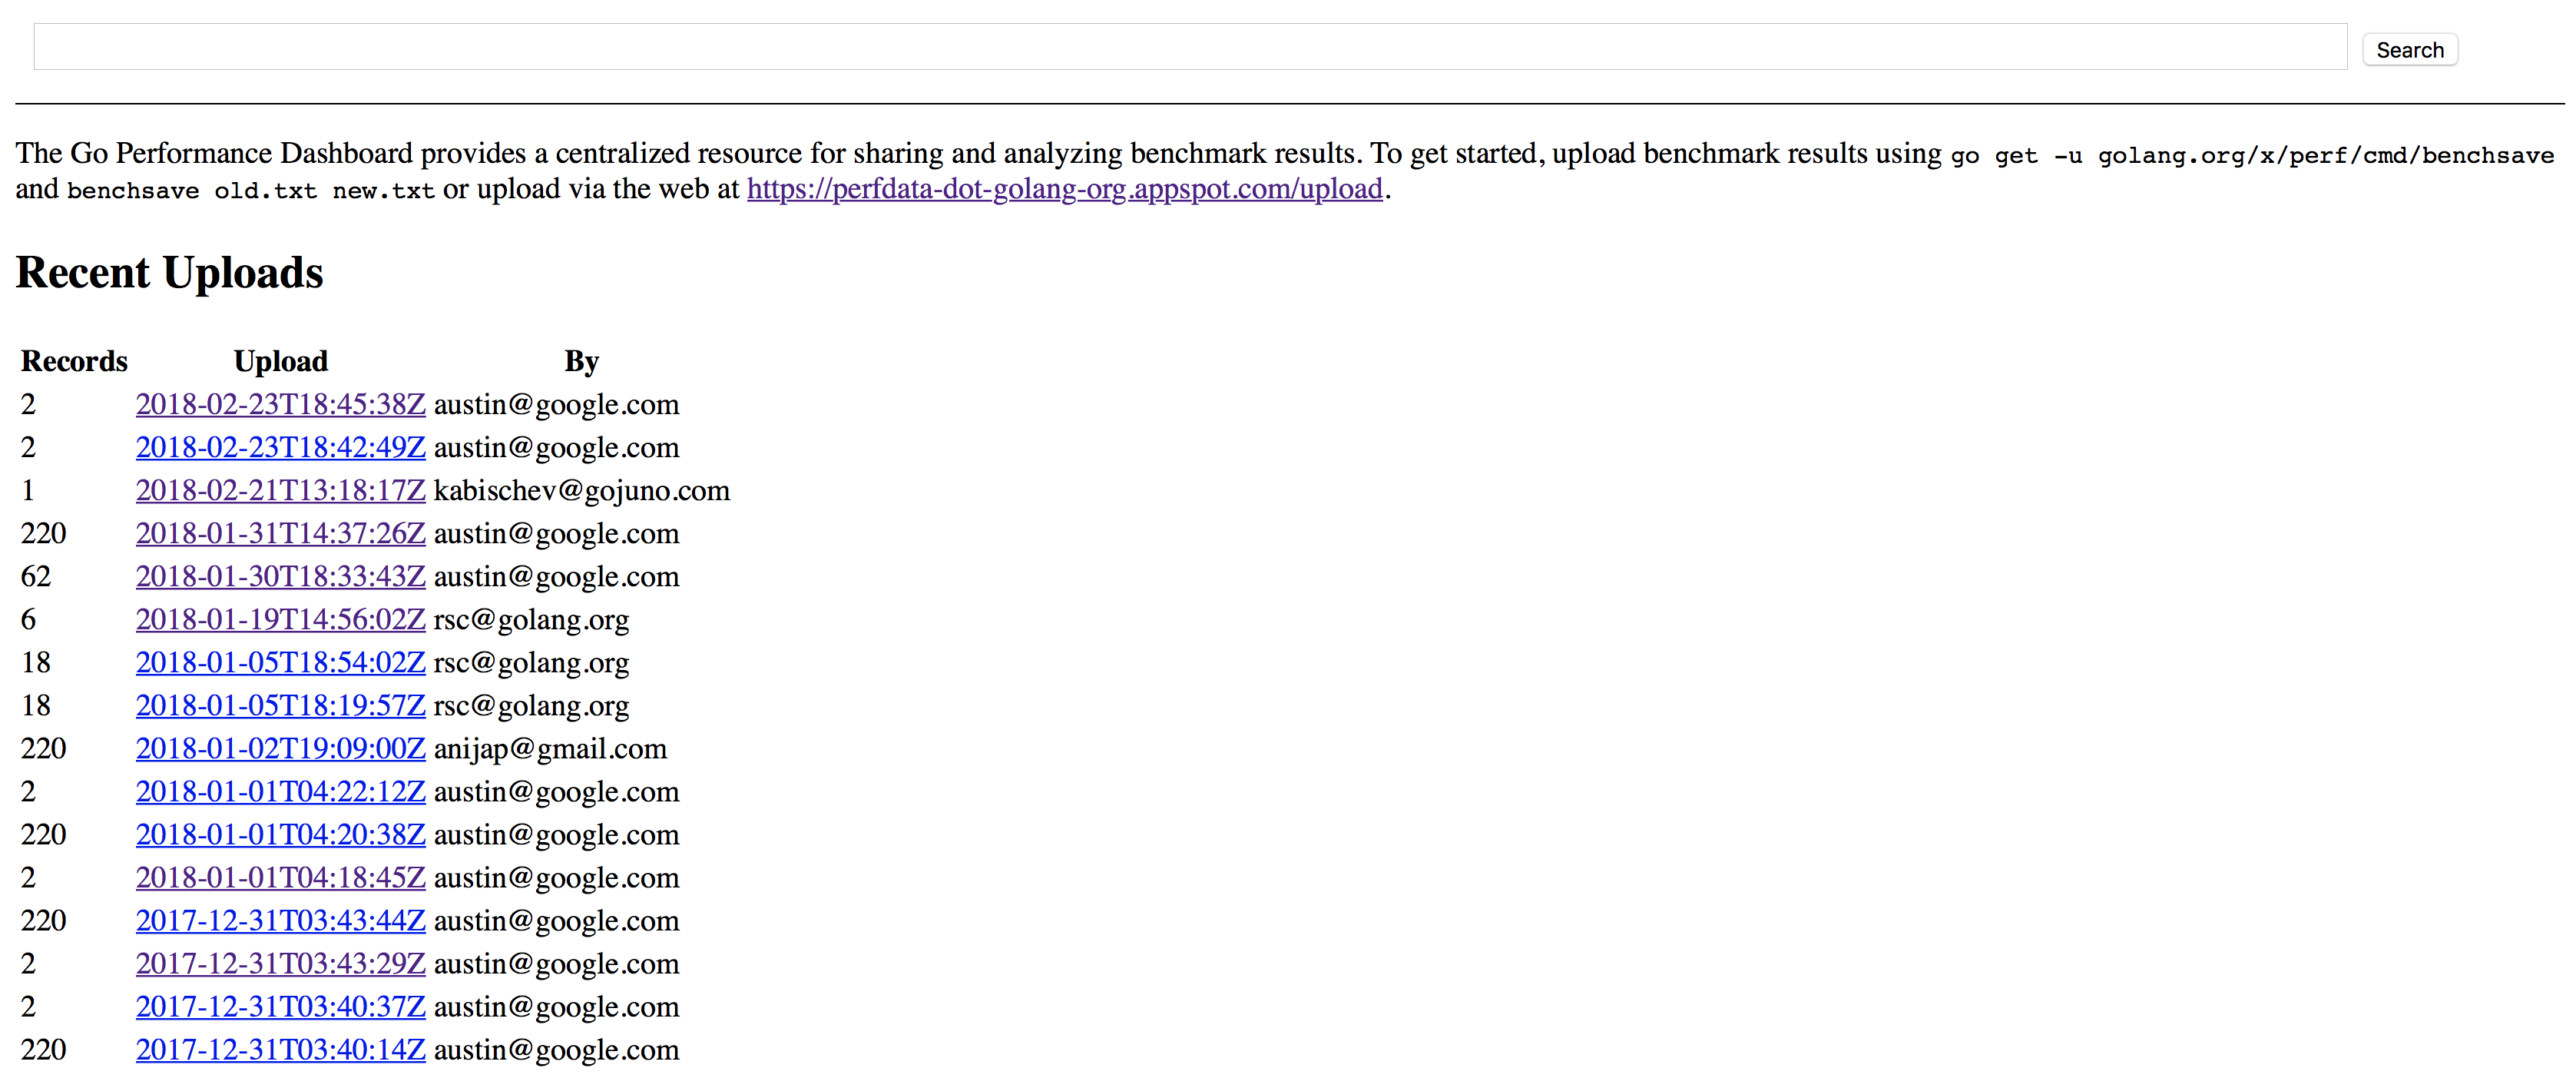 Search
The Go Performance Dashboard provides a centralized resource for sharing and analyzing benchmark results. To get started, upload benchmark results using go get -u golang.org/x/perf/cmd/benchsave
and benchsave old.txt new.txt or upload via the web at https://perfdata-dot-golang-org.appspot.com/upload.
Recent Uploads
Records Upload By
2 2018-02-23T18:45:38Z austin@google.com
2 2018-02-23T18:42:49Z austin@google.com
1 2018-02-21T13:18:17Z kabischev@gojuno.com
220 2018-01-31T14:37:26Z austin@google.com
62 2018-01-30T18:33:43Z austin@google.com
6 2018-01-19T14:56:02Z rsc@golang.org
18 2018-01-05T18:54:02Z rsc@golang.org
18 2018-01-05T18:19:57Z rsc@golang.org
220 2018-01-02T19:09:00Z anijap@gmail.com
2 2018-01-01T04:22:12Z austin@google.com
220 2018-01-01T04:20:38Z austin@google.com
2 2018-01-01T04:18:45Z austin@google.com
220 2017-12-31T03:43:44Z austin@google.com
2 2017-12-31T03:43:29Z austin@google.com
2 2017-12-31T03:40:37Z austin@google.com
220 2017-12-31T03:40:14Z austin@google.com